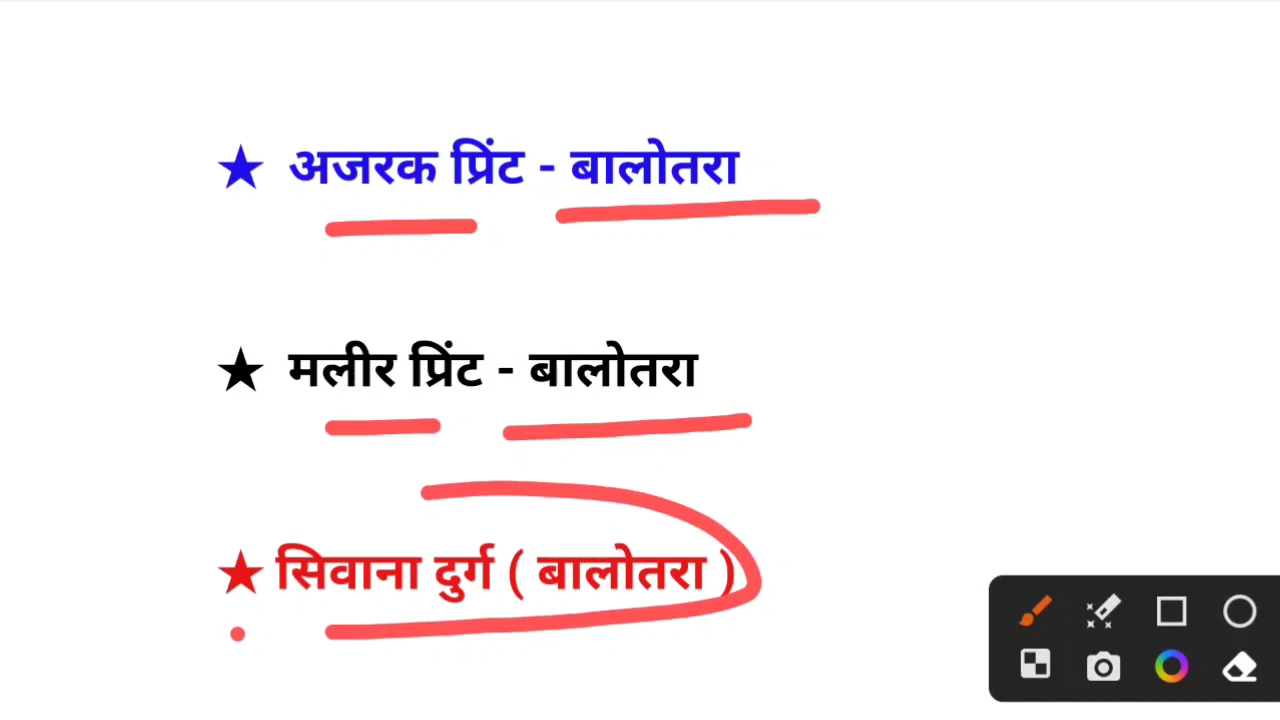 ★ अजरक प्रिंट - बालोतरा
★ मलीर प्रिंट - बालोतरा
★ सिवाना दुर्ग ( बालोतरा )